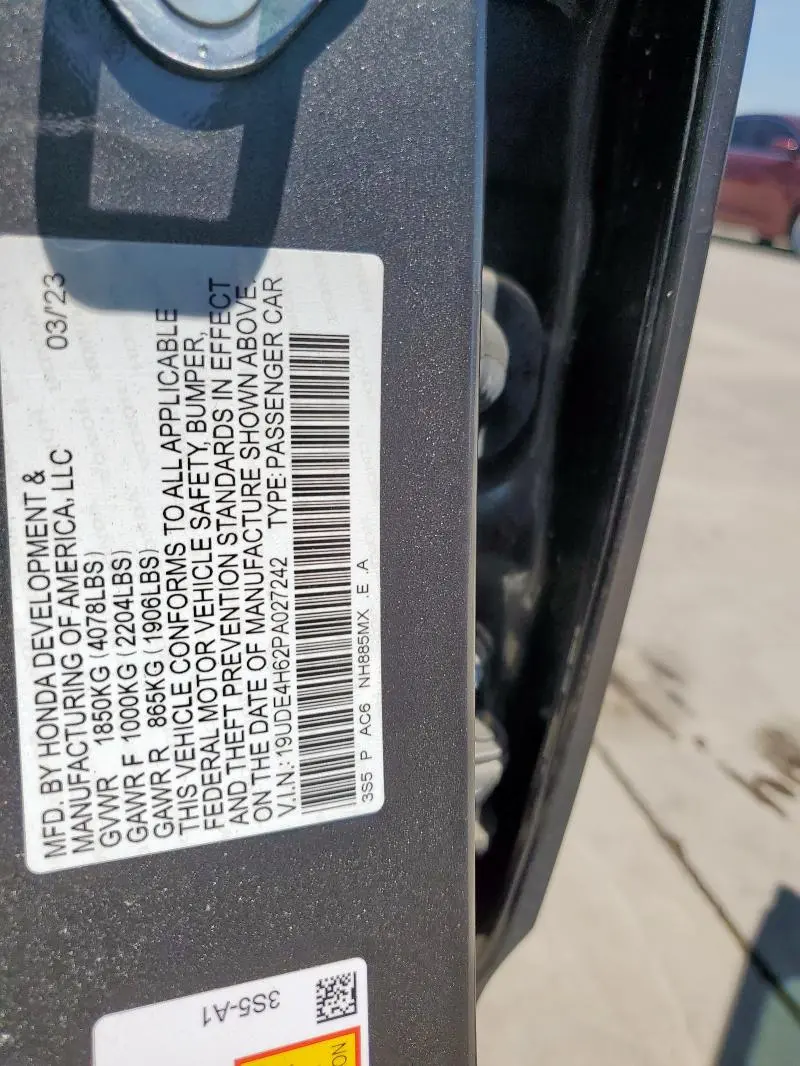 MFD. BY HONDA DEVELOPMENT &
MANUFACTURING OF AMERICA, LLC 03/'23
GVWR 1850KG (4078LBS)
GAWR F 1000KG (2204LBS)
GAWR R 865KG (1906LBS)
THIS VEHICLE CONFORMS TO ALL APPLICABLE
FEDERAL MOTOR VEHICLE SAFETY, BUMPER,
AND THEFT PREVENTION STANDARDS IN EFFECT
ON THE DATE OF MANUFACTURE SHOWN ABOVE.
V.I.N.: 19UDE4H62PA027242 TYPE: PASSENGER CAR
3S5 P AC6 NH885MX .E .A
3S5-A1